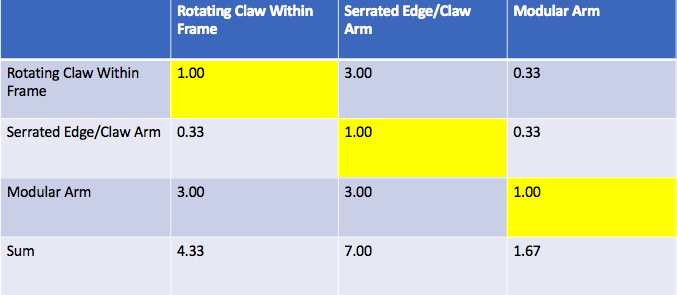 Rotating Claw Within Frame Serrated Edge/Claw Arm Modular Arm
Rotating Claw Within Frame 1.00 3.00 0.33
Serrated Edge/Claw Arm 0.33 1.00 0.33
Modular Arm 3.00 3.00 1.00
Sum 4.33 7.00 1.67